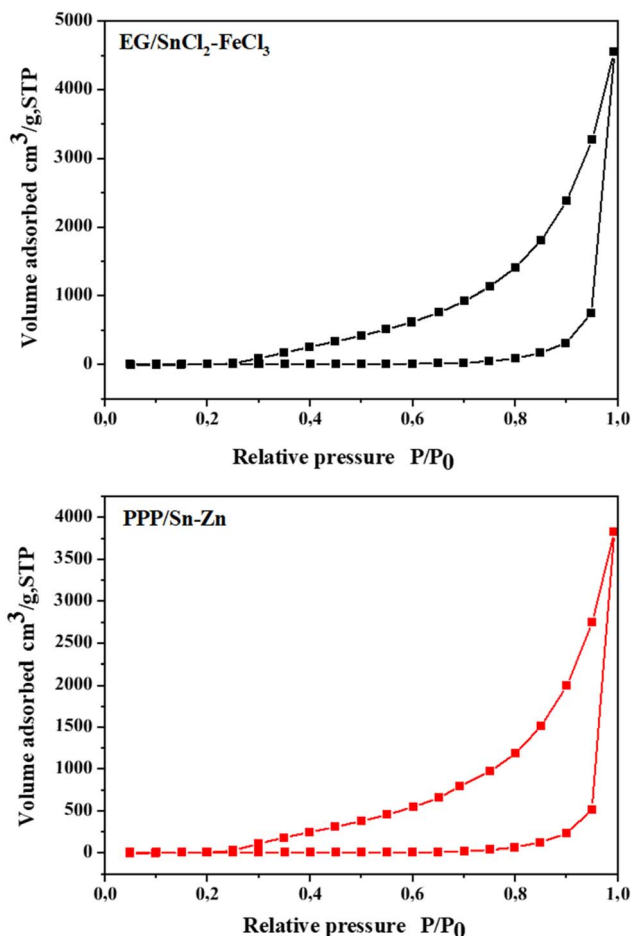 EG/SnCl2-FeCl3
Volume adsorbed cm3/g,STP
5000
4000
3000
2000
1000
0
0,0 0,2 0,4 0,6 0,8 1,0
Relative pressure P/P0
PPP/Sn-Zn
Volume adsorbed cm3/g,STP
4000
3750
3500
3250
3000
2500
2000
1500
1000
500
0
0,0 0,2 0,4 0,6 0,8 1,0
Relative pressure P/P0